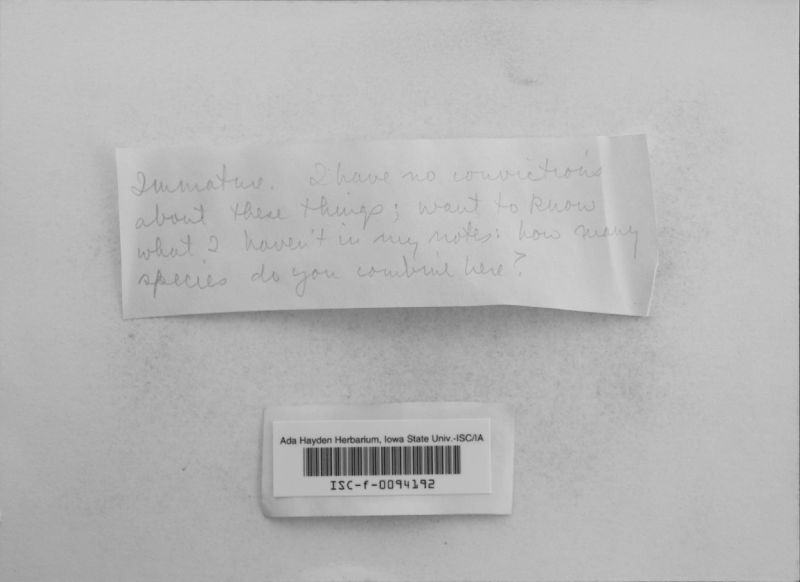 Immature. I have no convictions
about these things; want to know
what I haven't in my notes: how many
species do you combine here?
Ada Hayden Herbarium, Iowa State Univ.-ISC/IA
ISC-f-0094192